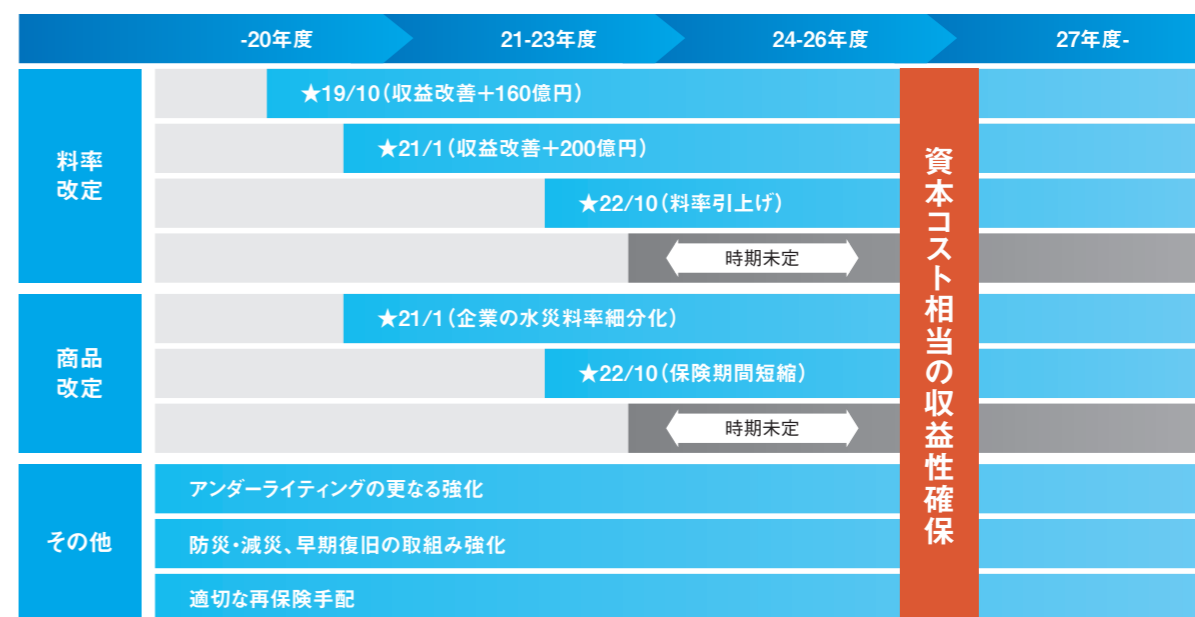 -20年度
21-23年度
24-26年度
27年度-
料率
改定
★19/10（収益改善＋160億円）
★21/1（収益改善＋200億円）
★22/10（料率引上げ）
時期未定
商品
改定
★21/1（企業の水災料率細分化）
★22/10（保険期間短縮）
時期未定
その他
アンダーライティングの更なる強化
防災・減災、早期復旧の取組み強化
適切な再保険手配
資本コスト相当の収益性確保